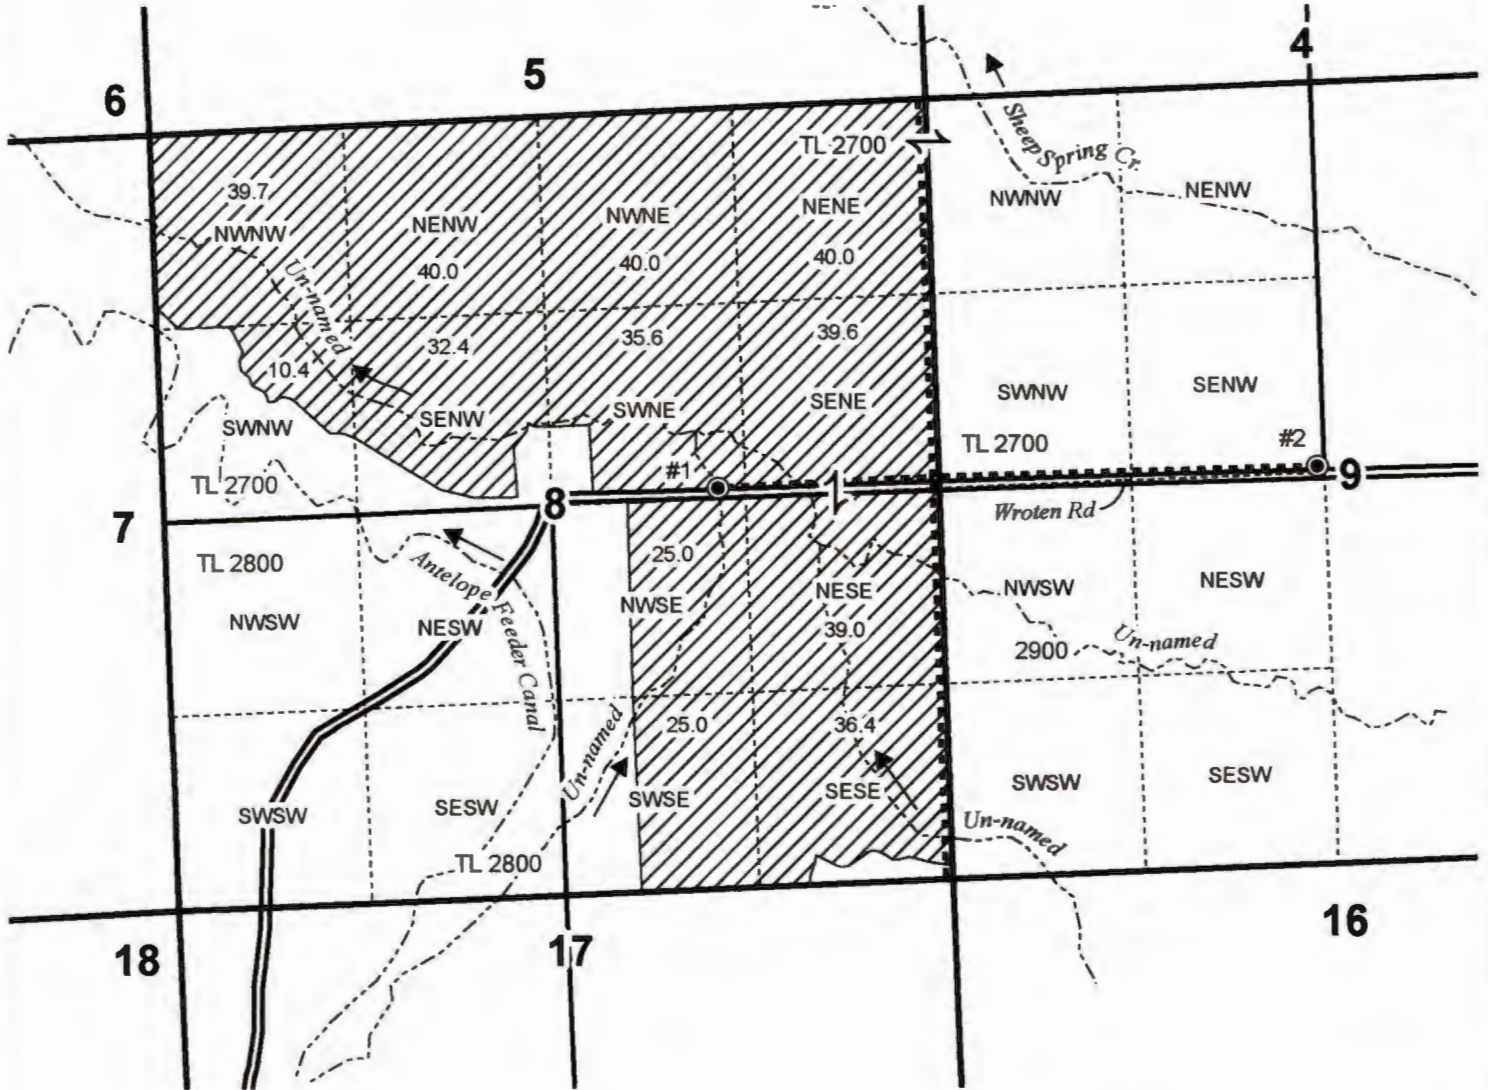 4
5
6
Sheep Spring Cr.
TL 2700
39.7
NWNW
NENW
40.0
NWNE
40.0
NENE
40.0
NWNW
NENW
Un-named
10.4
32.4
35.6
39.6
SWNW
SENW
SWNE
SENE
SWNW
SENW
TL 2700
#1
TL 2700
#2
8
9
7
Wroten Rd
TL 2800
NWSW
Antelope Feeder Canal
NESW
25.0
NWSE
NESE
39.0
NWSW
NESW
2900
Un-named
Un-named
25.0
36.4
SWSW
SESW
SWSE
SESE
SWSW
SESW
TL 2800
Un-named
18
17
16